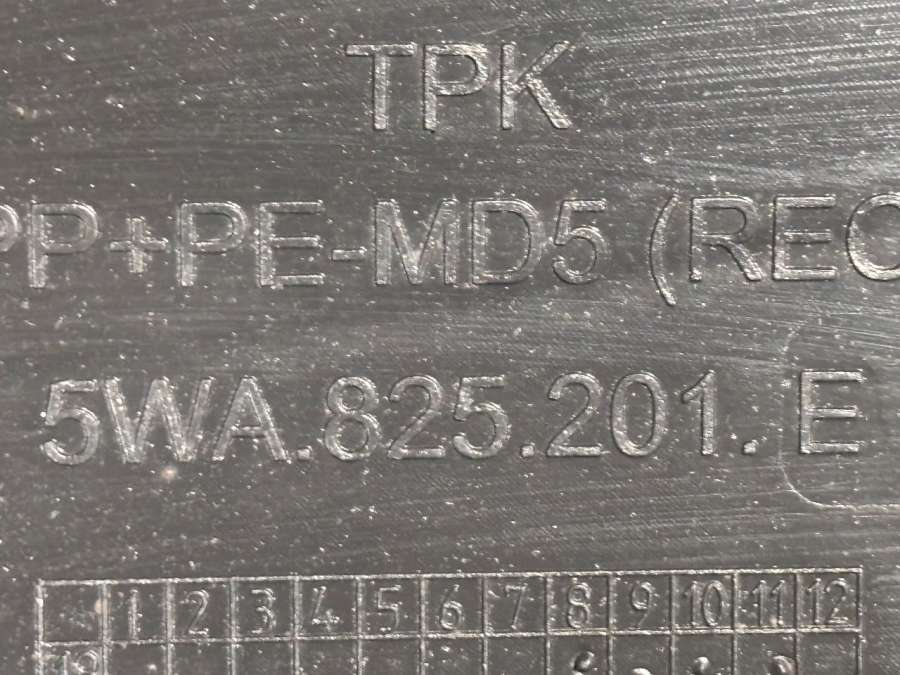 TPK
PP+PE-MD5 (REC
5WA.825.201.E
1 2 3 4 5 6 7 8 9 10 11 12